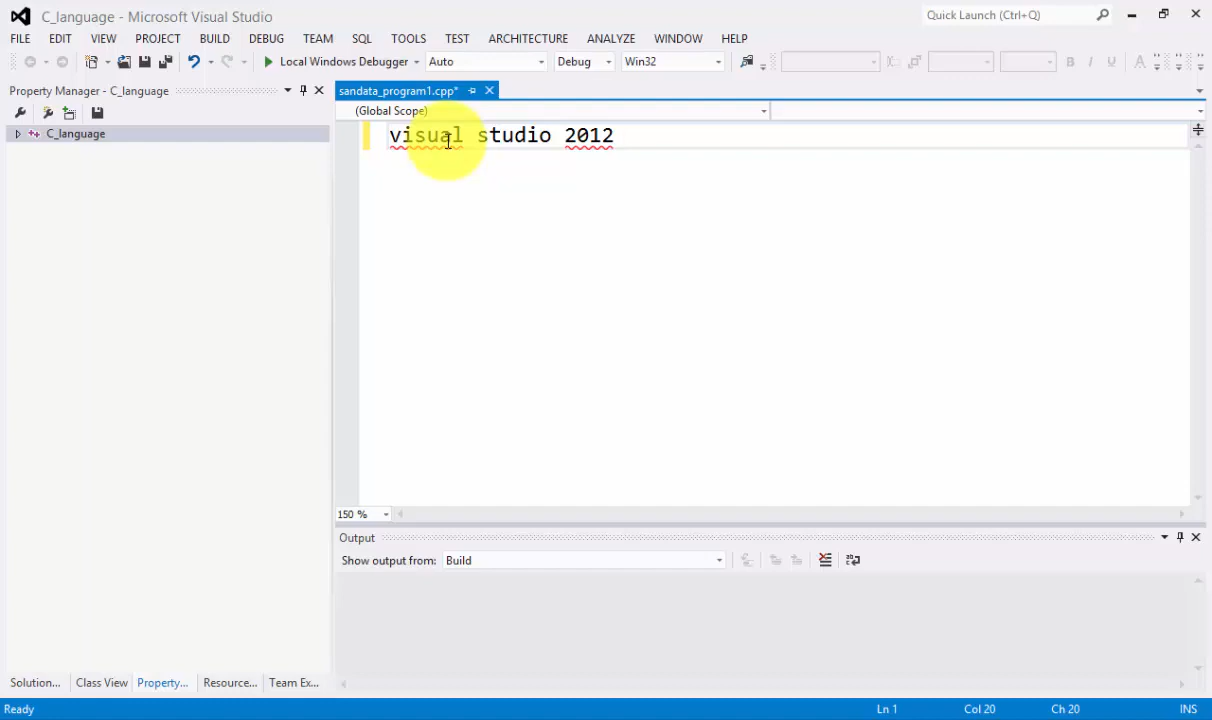 C_language - Microsoft Visual Studio
Quick Launch (Ctrl+Q)
FILE EDIT VIEW PROJECT BUILD DEBUG TEAM SQL TOOLS TEST ARCHITECTURE ANALYZE WINDOW HELP
Local Windows Debugger Auto Debug Win32 A B I U
Property Manager - C_language
sandata_program1.cpp*
(Global Scope)
C_language
visual studio 2012
150 %
Output
Show output from: Build
Solution... Class View Property... Resource... Team Ex...
Ready Ln 1 Col 20 Ch 20 INS